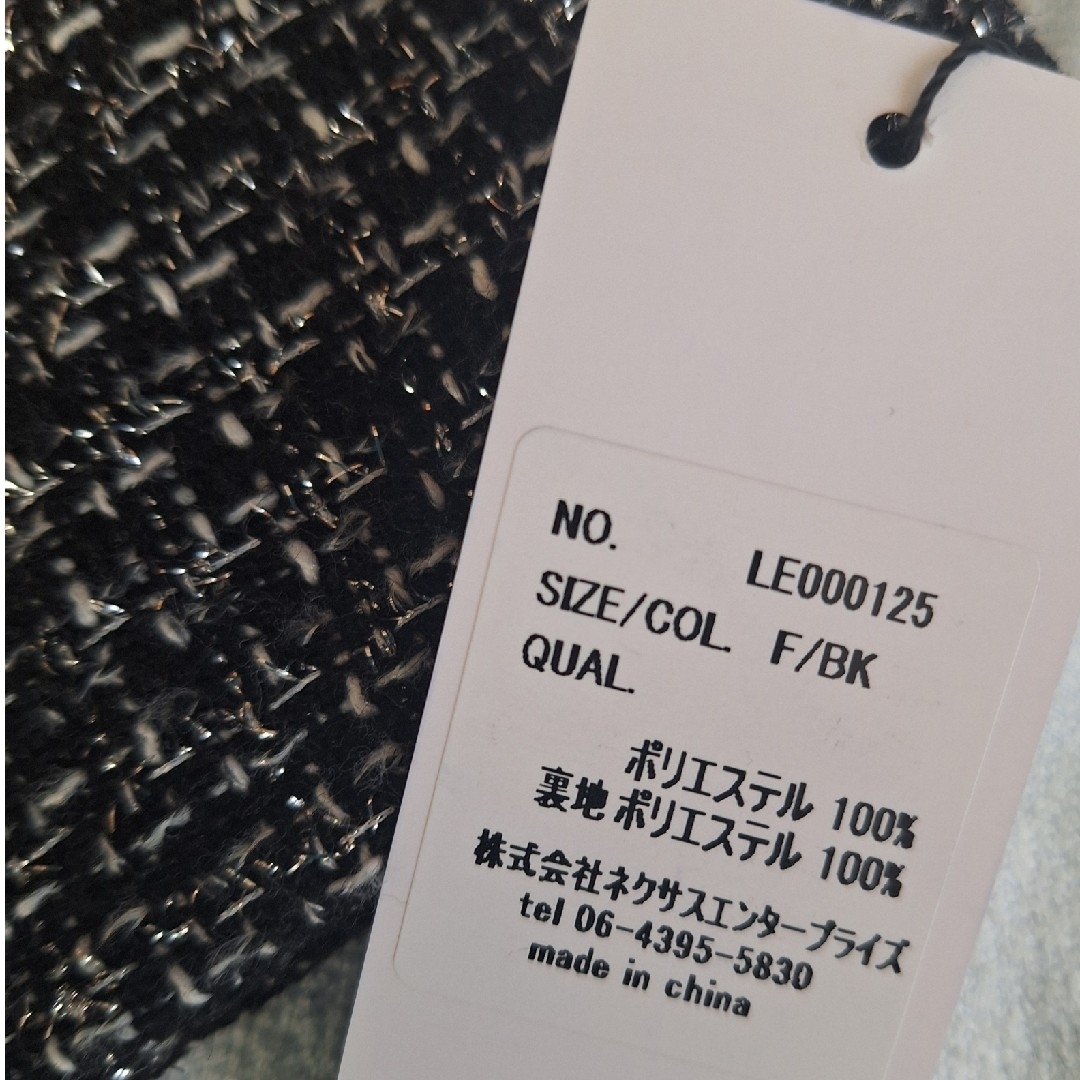 NO. LE000125
SIZE/COL. F/BK
QUAL.
ポリエステル 100%
裏地 ポリエステル 100%
株式会社ネクサスエンタープライズ
tel 06-4395-5830
made in china